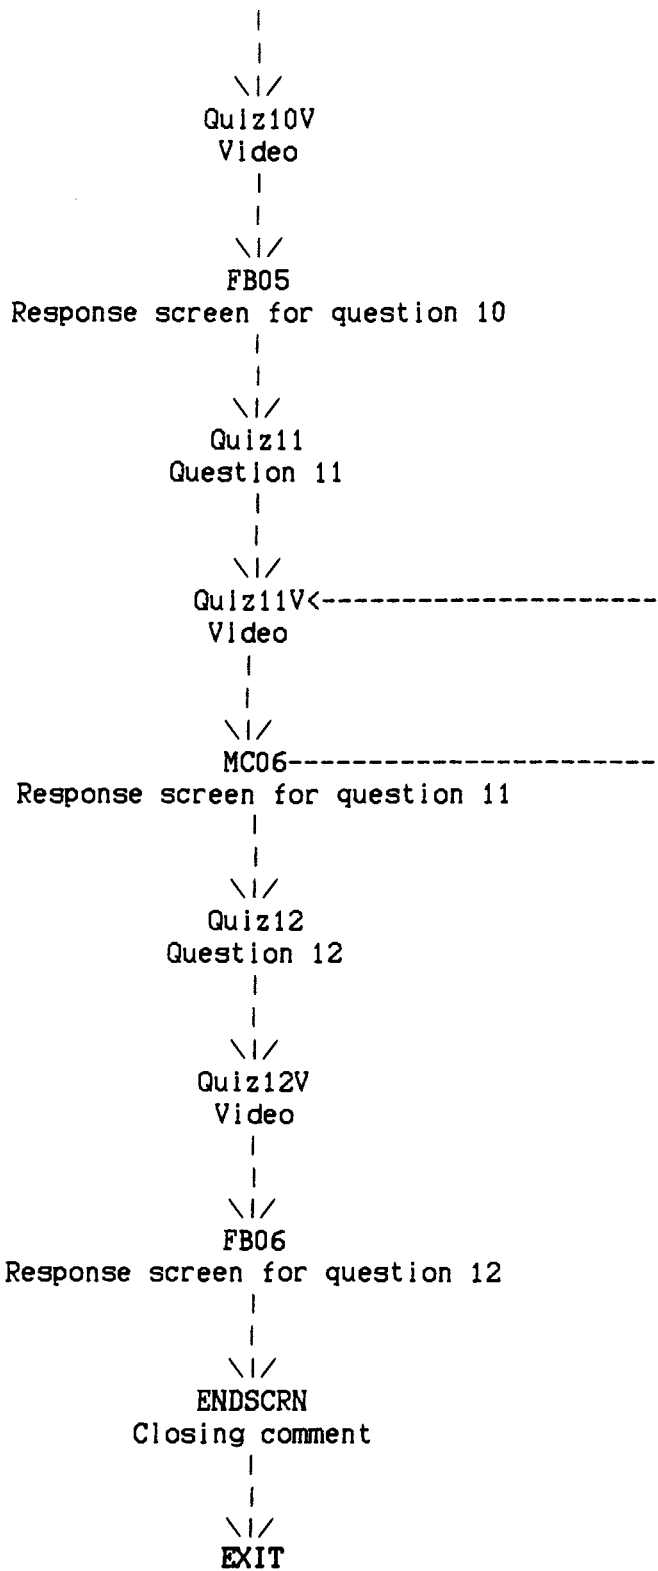 |
|
\|/
Quiz10V
Video
|
|
\|/
FB05
Response screen for question 10
|
|
\|/
Quiz11
Question 11
|
|
\|/
Quiz11V<---------------------
Video
|
|
\|/
MC06-----------------------
Response screen for question 11
|
|
\|/
Quiz12
Question 12
|
|
\|/
Quiz12V
Video
|
|
\|/
FB06
Response screen for question 12
|
|
\|/
ENDSCRN
Closing comment
|
|
\|/
EXIT